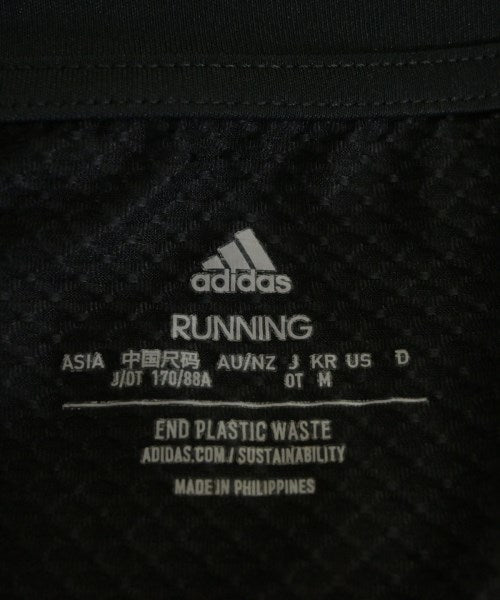 adidas
RUNNING
ASIA 中国尺码 AU/NZ J KR US D
J/OT 170/88A OT M
END PLASTIC WASTE
ADIDAS.COM/SUSTAINABILITY
MADE IN PHILIPPINES